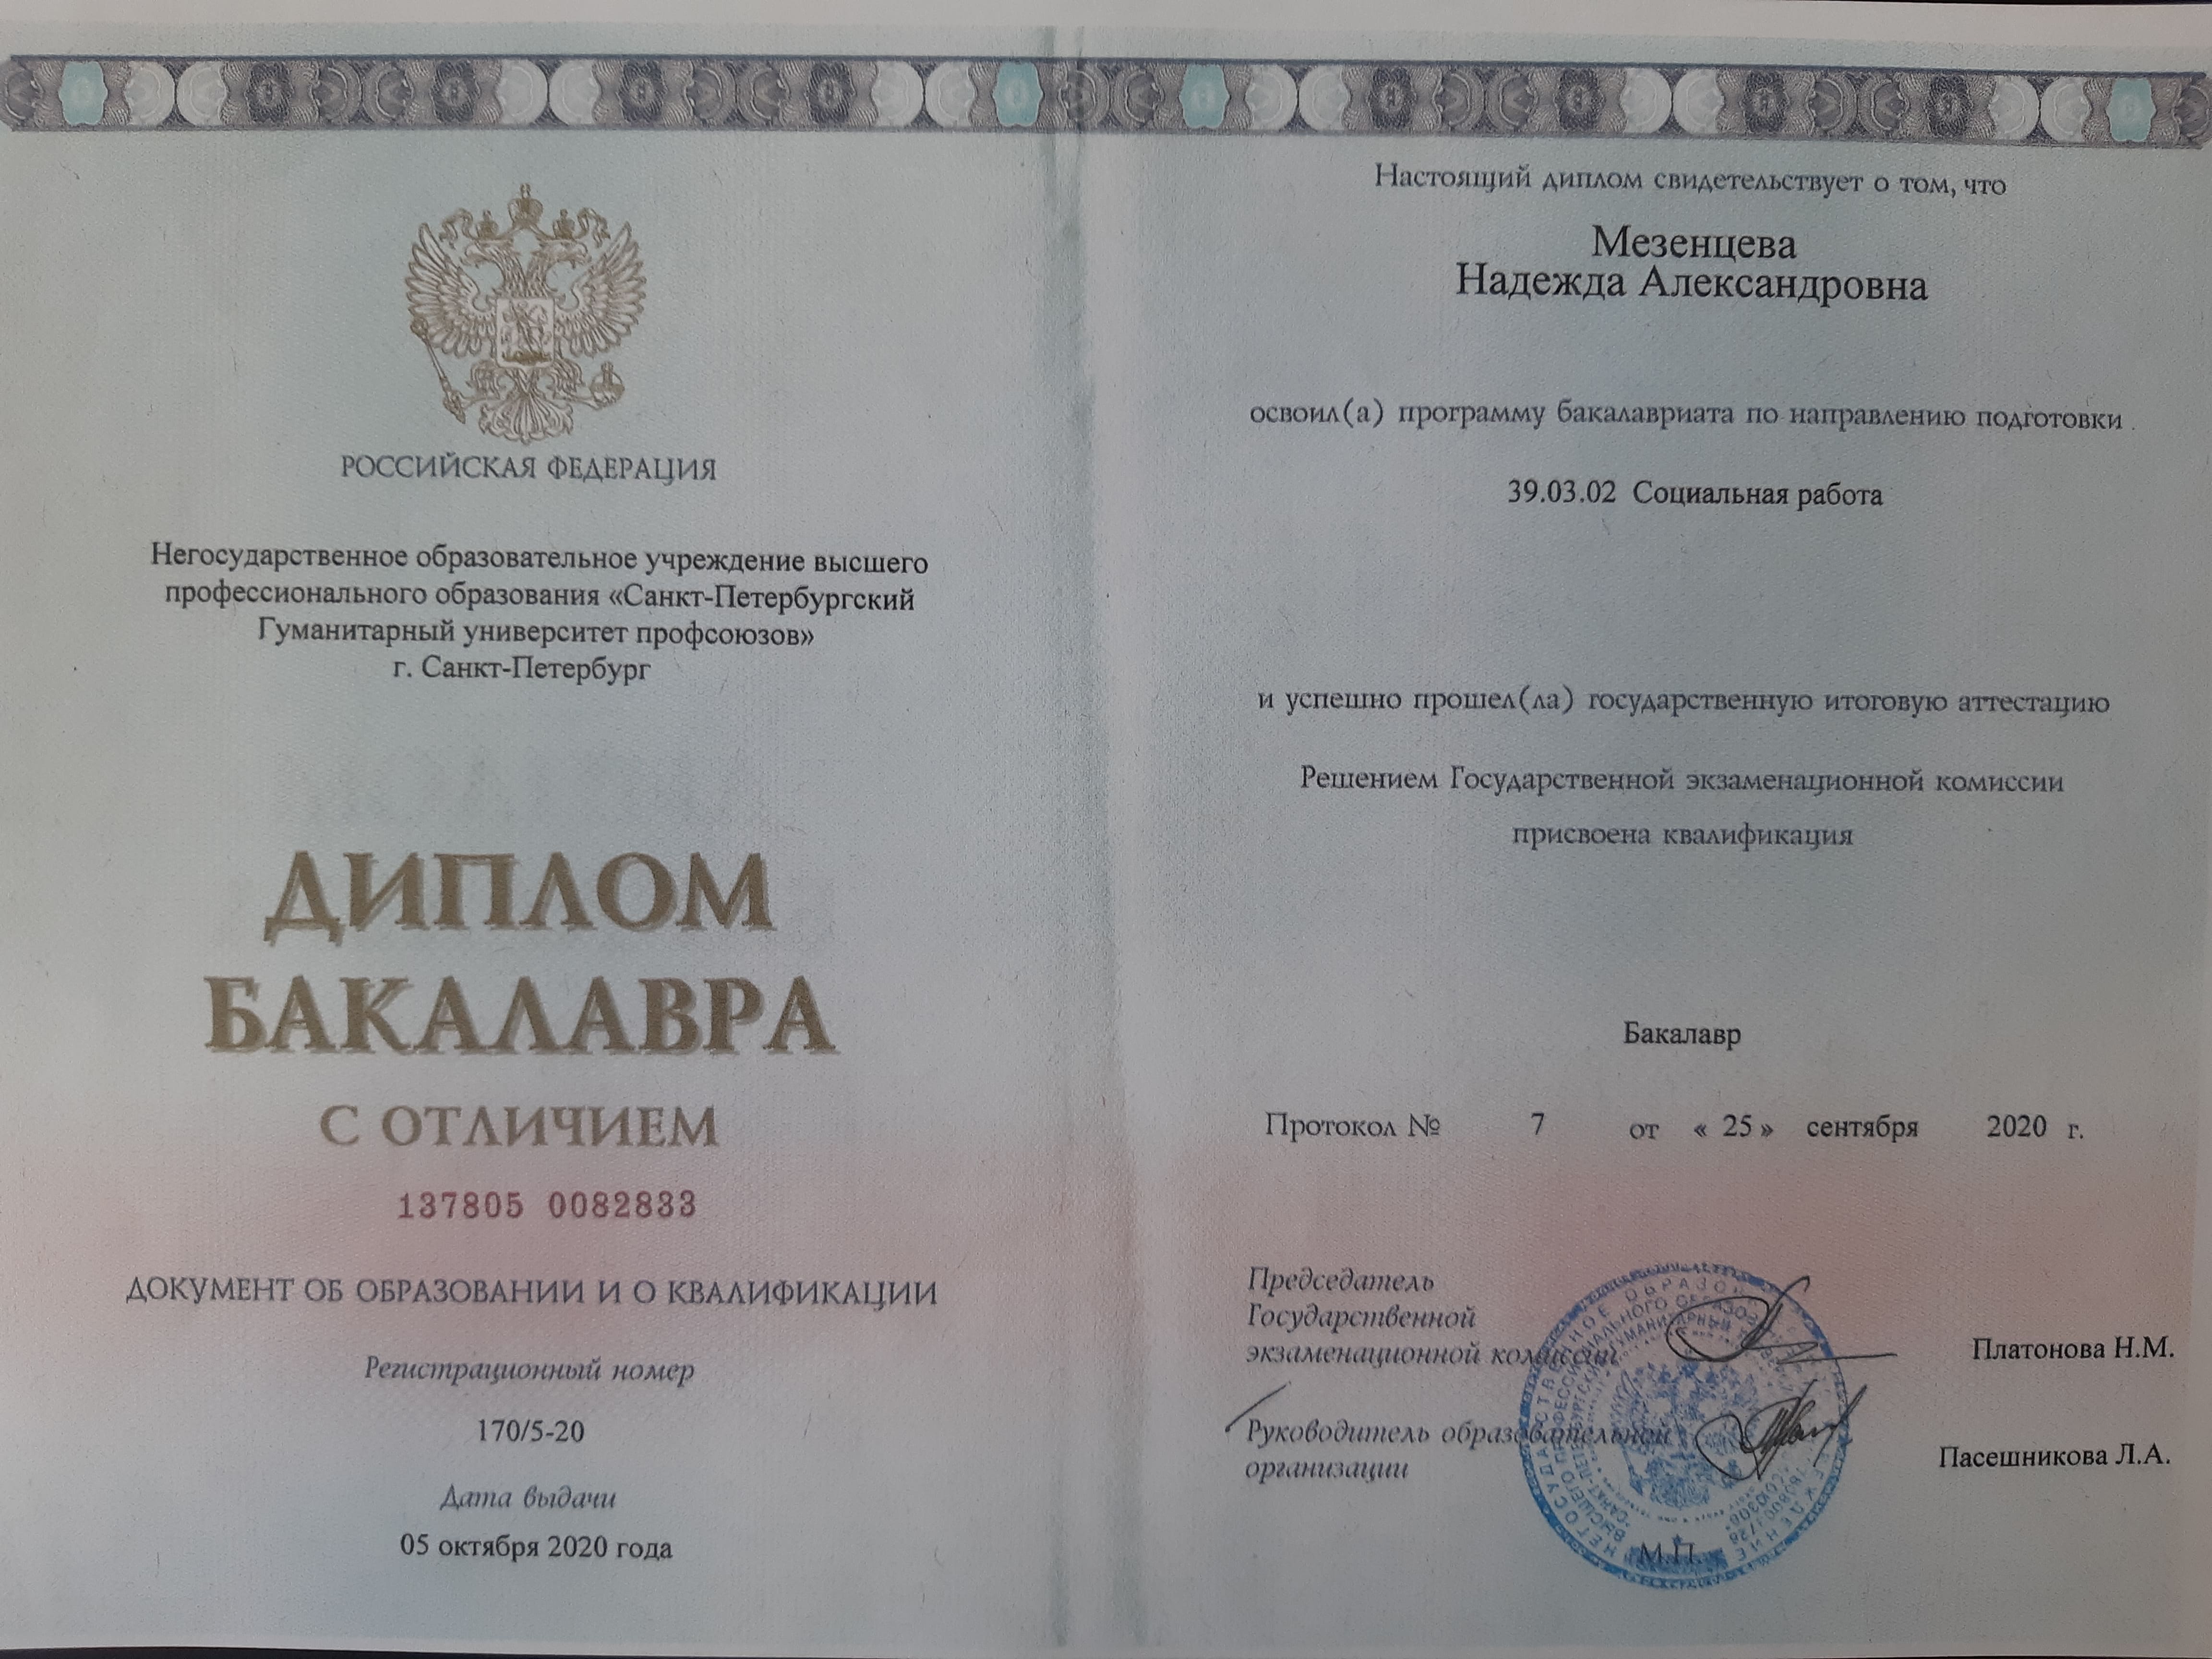 РОССИЙСКАЯ ФЕДЕРАЦИЯ
Негосударственное образовательное учреждение высшего
профессионального образования «Санкт-Петербургский
Гуманитарный университет профсоюзов»
г. Санкт-Петербург
ДИПЛОМ
БАКАЛАВРА
С ОТЛИЧИЕМ
137805 0082833
ДОКУМЕНТ ОБ ОБРАЗОВАНИИ И О КВАЛИФИКАЦИИ
Регистрационный номер
170/5-20
Дата выдачи
05 октября 2020 года
Настоящий диплом свидетельствует о том, что
Мезенцева
Надежда Александровна
освоил(а) программу бакалавриата по направлению подготовки
39.03.02 Социальная работа
и успешно прошел(ла) государственную итоговую аттестацию
Решением Государственной экзаменационной комиссии
присвоена квалификация
Бакалавр
Протокол № 7 от « 25 » сентября 2020 г.
Председатель
Государственной
экзаменационной комиссии
Платонова Н.М.
Руководитель образовательной
организации
Пасешникова Л.А.
М.П.